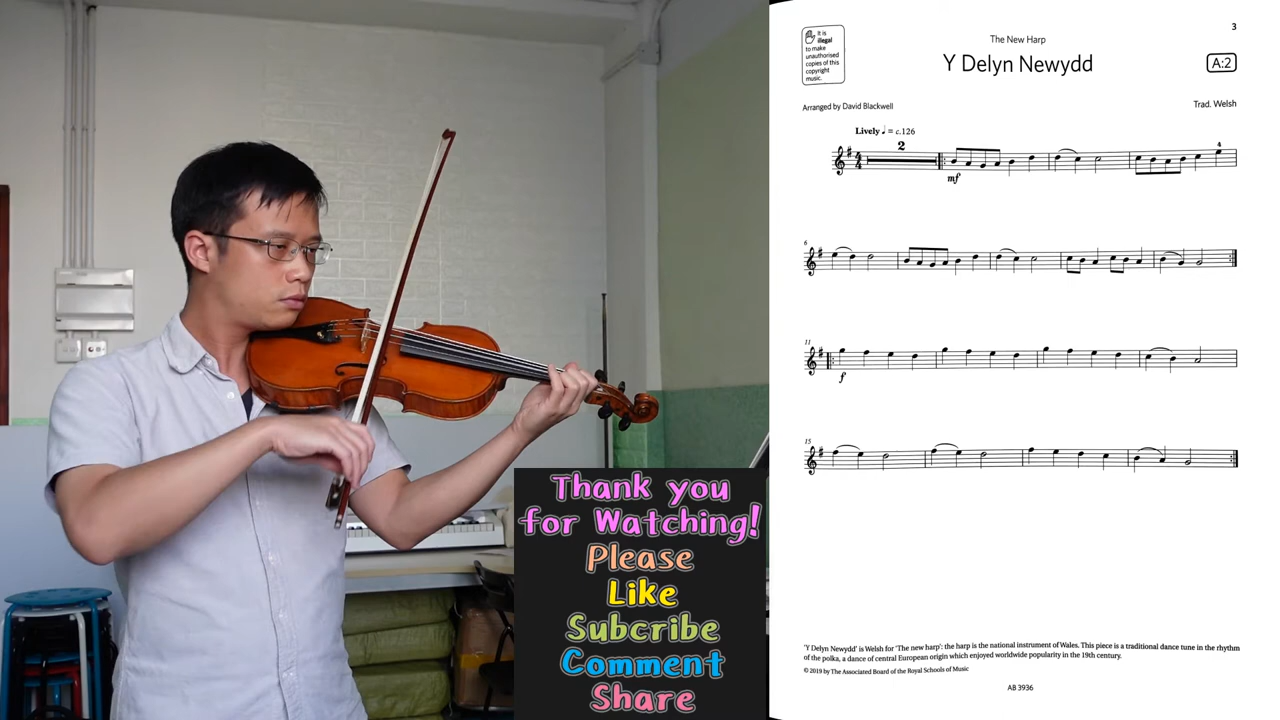 Thank you
for Watching!
Please
Like
Subcribe
Comment
Share
3
It is
illegal
to make
unauthorised
copies of this
copyright
music.
The New Harp
Y Delyn Newydd
A:2
Arranged by David Blackwell
Trad. Welsh
Lively ♩ = c.126
2
4
mf
6
11
f
15
'Y Delyn Newydd' is Welsh for 'The new harp': the harp is the national instrument of Wales. This piece is a traditional dance tune in the rhythm
of the polka, a dance of central European origin which enjoyed worldwide popularity in the 19th century.
© 2019 by The Associated Board of the Royal Schools of Music
AB 3936